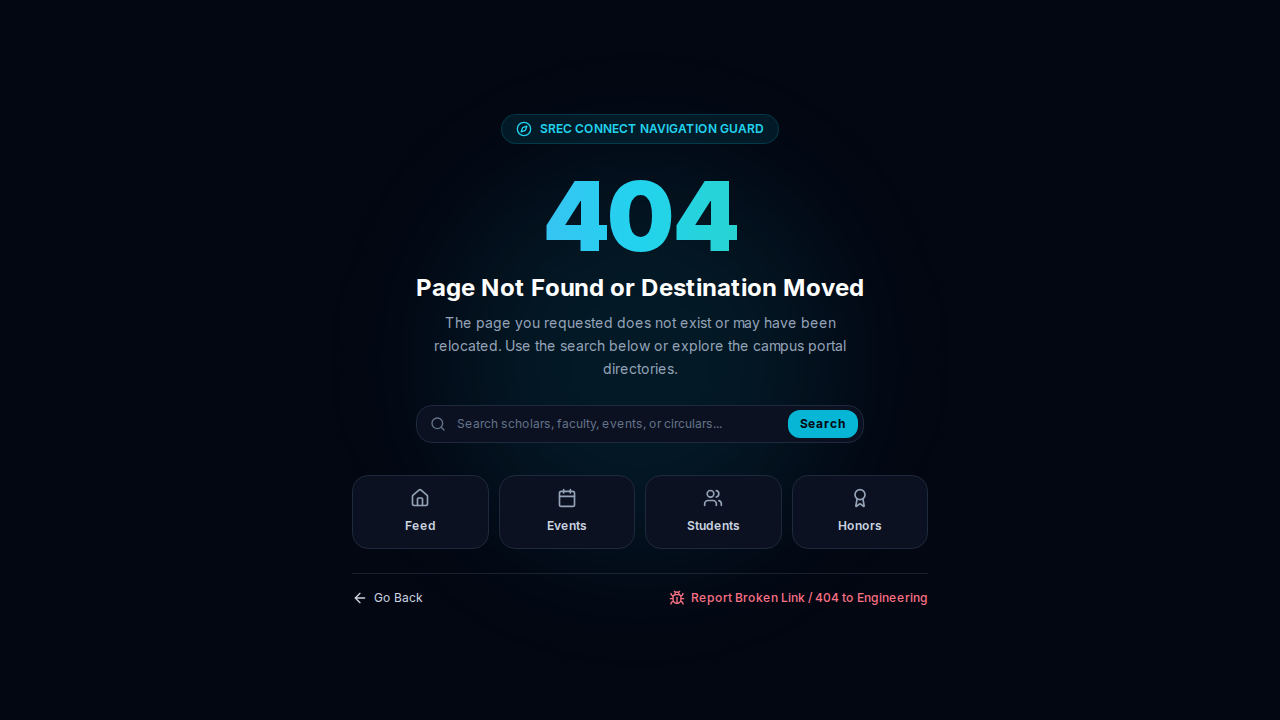 SREC CONNECT NAVIGATION GUARD
404
Page Not Found or Destination Moved
The page you requested does not exist or may have been
relocated. Use the search below or explore the campus portal
directories.
Search scholars, faculty, events, or circulars...
Search
Feed
Events
Students
Honors
Go Back
Report Broken Link / 404 to Engineering